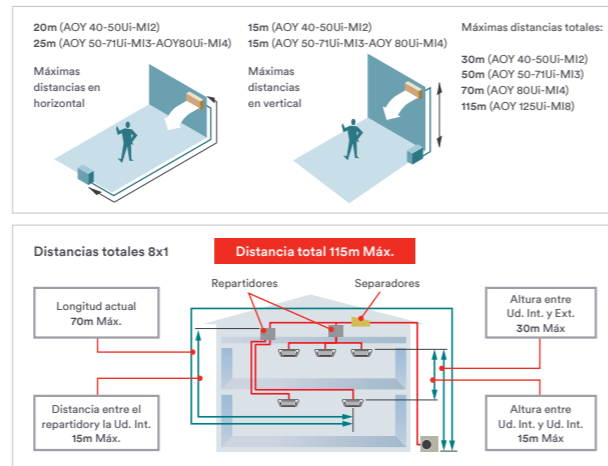 20m (AOY 40-50Ui-MI2)
25m (AOY 50-71Ui-MI3-AOY80Ui-MI4)
Máximas
distancias en
horizontal
15m (AOY 40-50Ui-MI2)
15m (AOY 50-71Ui-MI3-AOY 80Ui-MI4)
Máximas
distancias
en vertical
Máximas distancias totales:
30m (AOY 40-50Ui-MI2)
50m (AOY 50-71Ui-MI3)
70m (AOY 80Ui-MI4)
115m (AOY 125Ui-MI8)
Distancias totales 8x1
Distancia total 115m Máx.
Repartidores
Separadores
Longitud actual
70m Máx.
Altura entre
Ud. Int. y Ext.
30m Máx
Distancia entre el
repartidory la Ud. Int.
15m Máx.
Altura entre
Ud. Int. y Ud. Int.
15m Máx